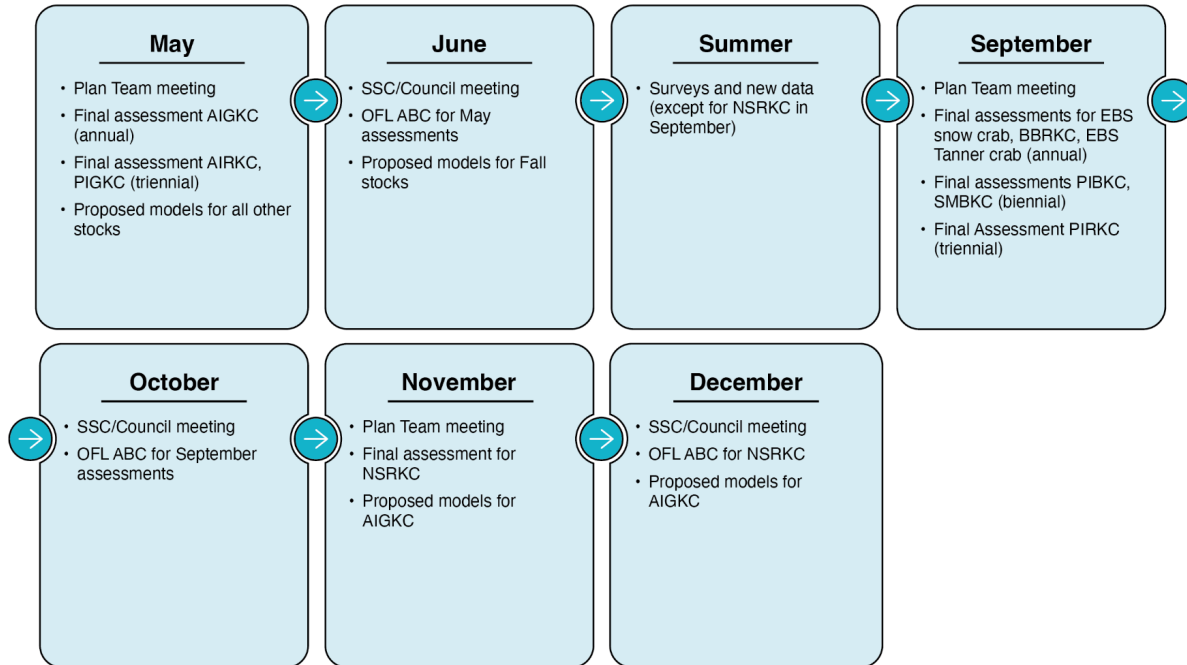 May
• Plan Team meeting
• Final assessment AIGKC
(annual)
• Final assessment AIRKC,
PIGKC (triennial)
• Proposed models for all other
stocks
June
• SSC/Council meeting
• OFL ABC for May
assessments
• Proposed models for Fall
stocks
Summer
• Surveys and new data
(except for NSRKC in
September)
September
• Plan Team meeting
• Final assessments for EBS
snow crab, BBRKC, EBS
Tanner crab (annual)
• Final assessments PIBKC,
SMBKC (biennial)
• Final Assessment PIRKC
(triennial)
October
• SSC/Council meeting
• OFL ABC for September
assessments
November
• Plan Team meeting
• Final assessment for
NSRKC
• Proposed models for
AIGKC
December
• SSC/Council meeting
• OFL ABC for NSRKC
• Proposed models for
AIGKC